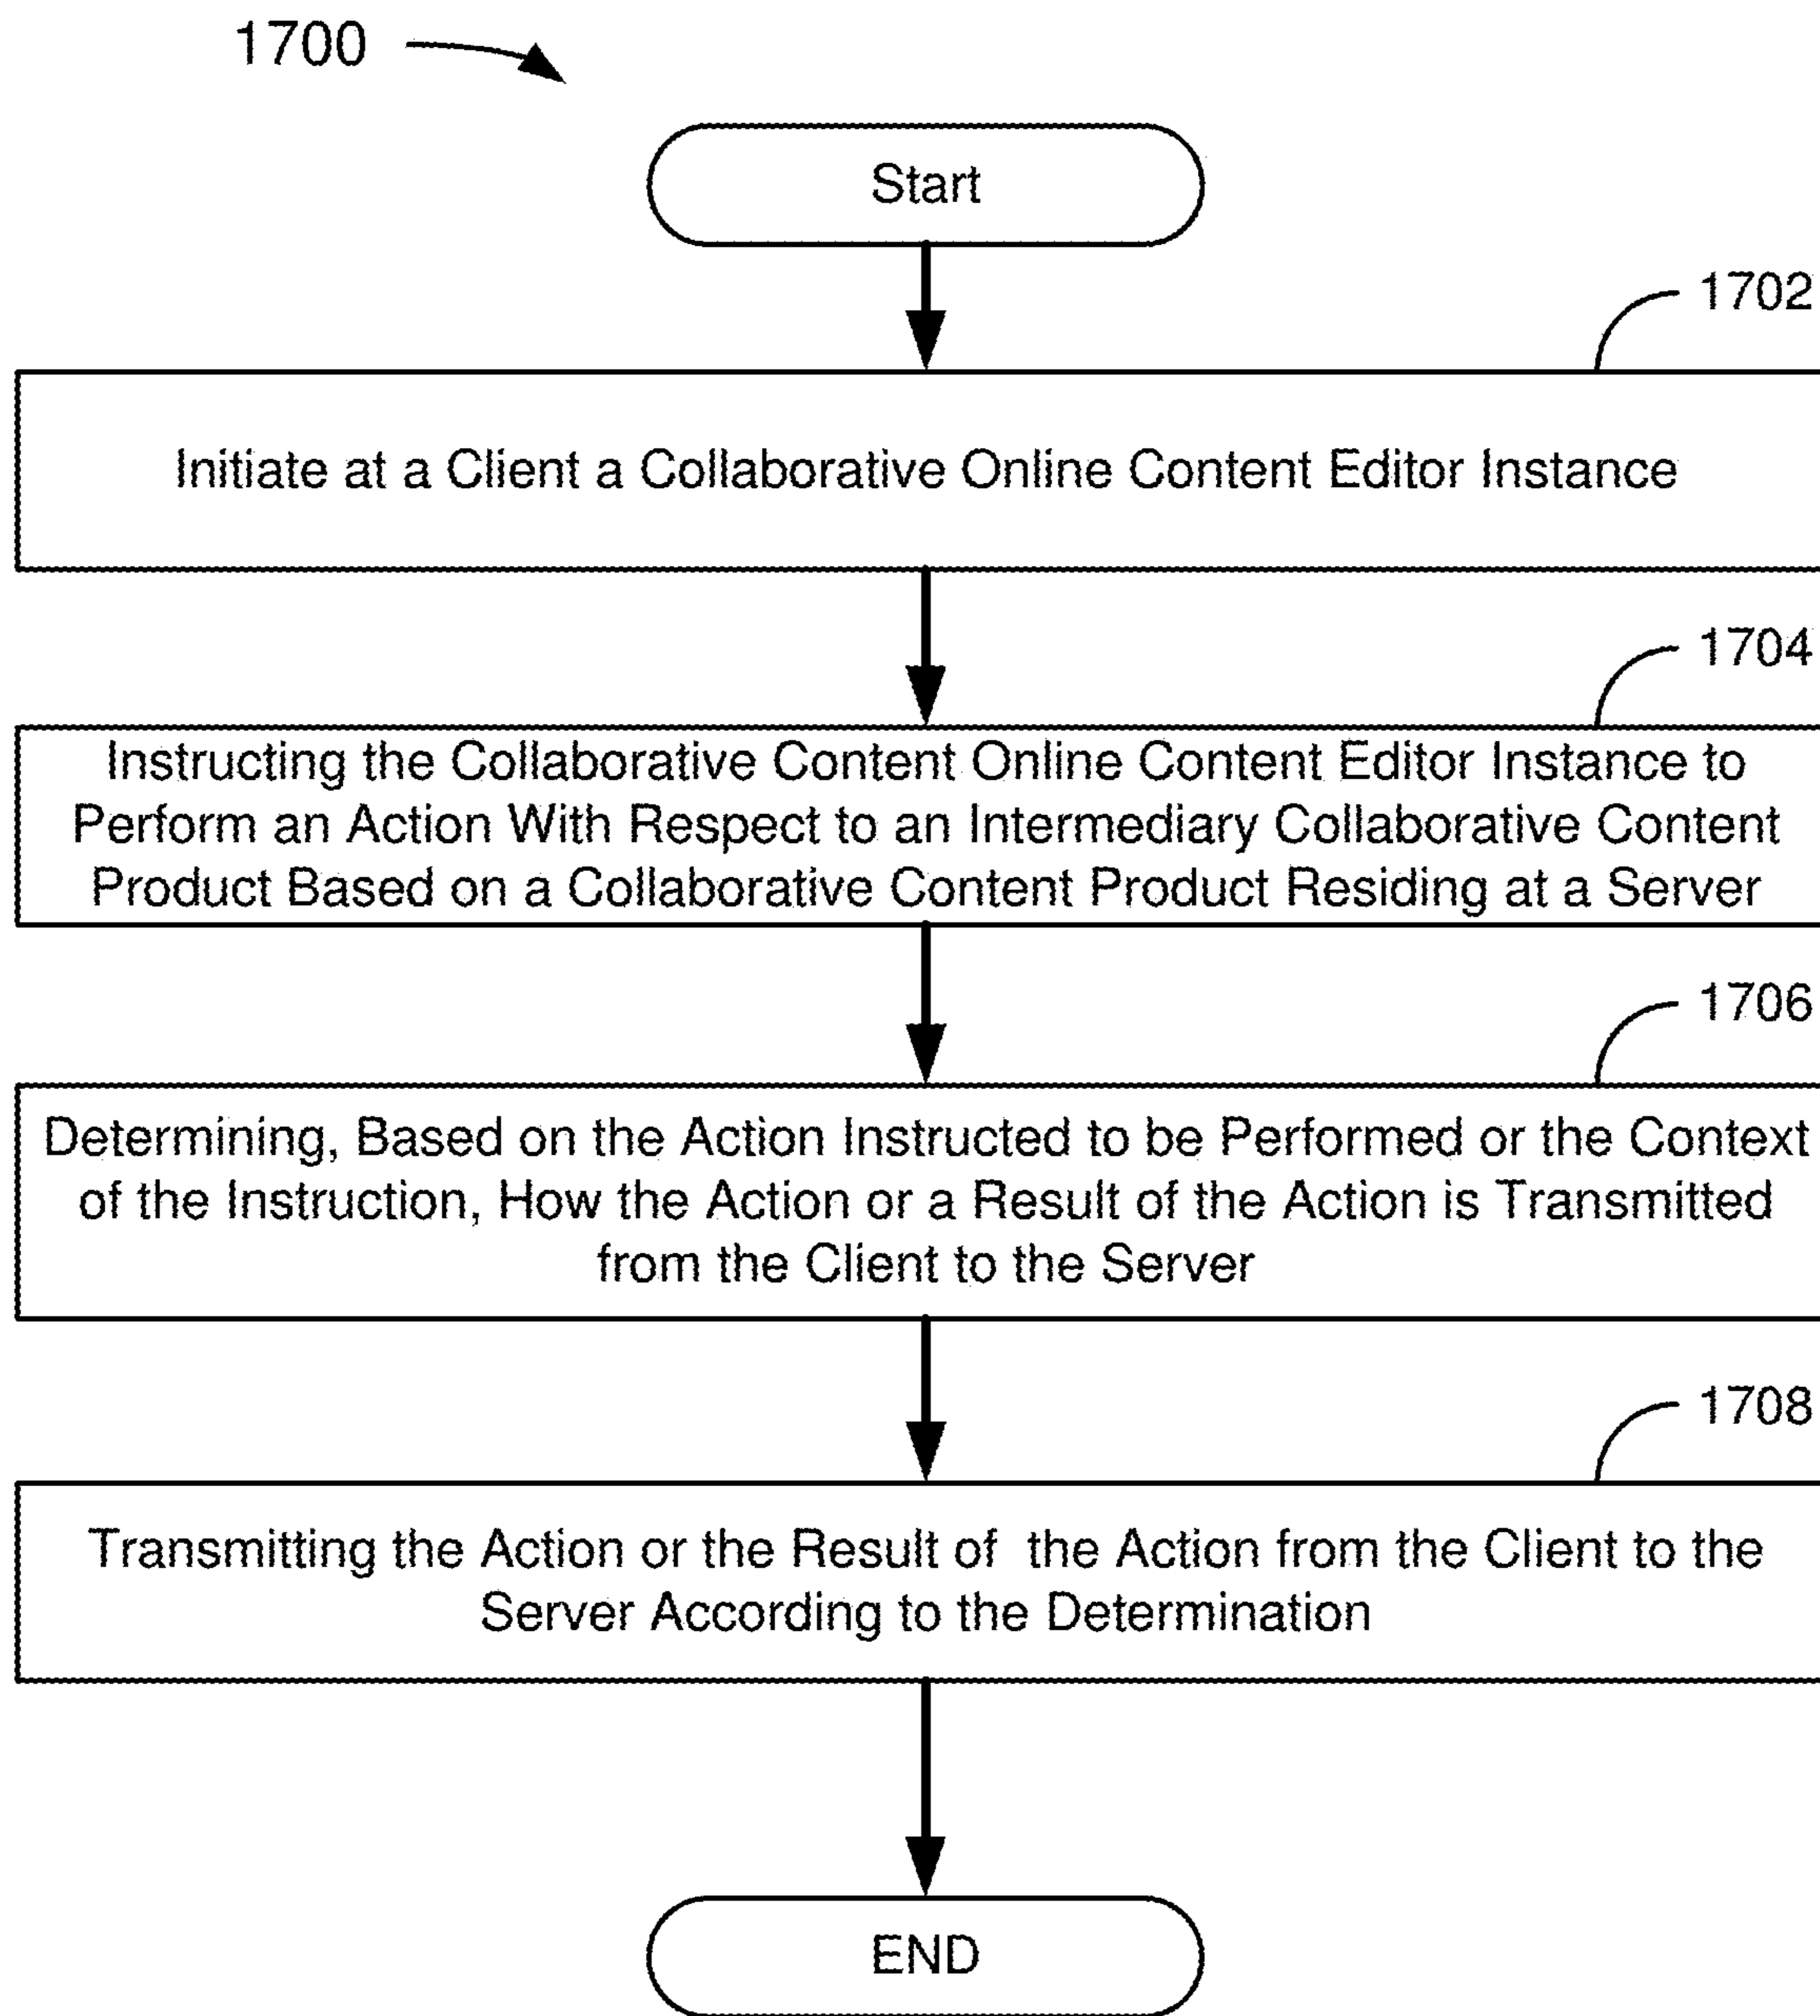 1700
Start
1702
Initiate at a Client a Collaborative Online Content Editor Instance
1704
Instructing the Collaborative Content Online Content Editor Instance to
Perform an Action With Respect to an Intermediary Collaborative Content
Product Based on a Collaborative Content Product Residing at a Server
1706
Determining, Based on the Action Instructed to be Performed or the Context
of the Instruction, How the Action or a Result of the Action is Transmitted
from the Client to the Server
1708
Transmitting the Action or the Result of the Action from the Client to the
Server According to the Determination
END